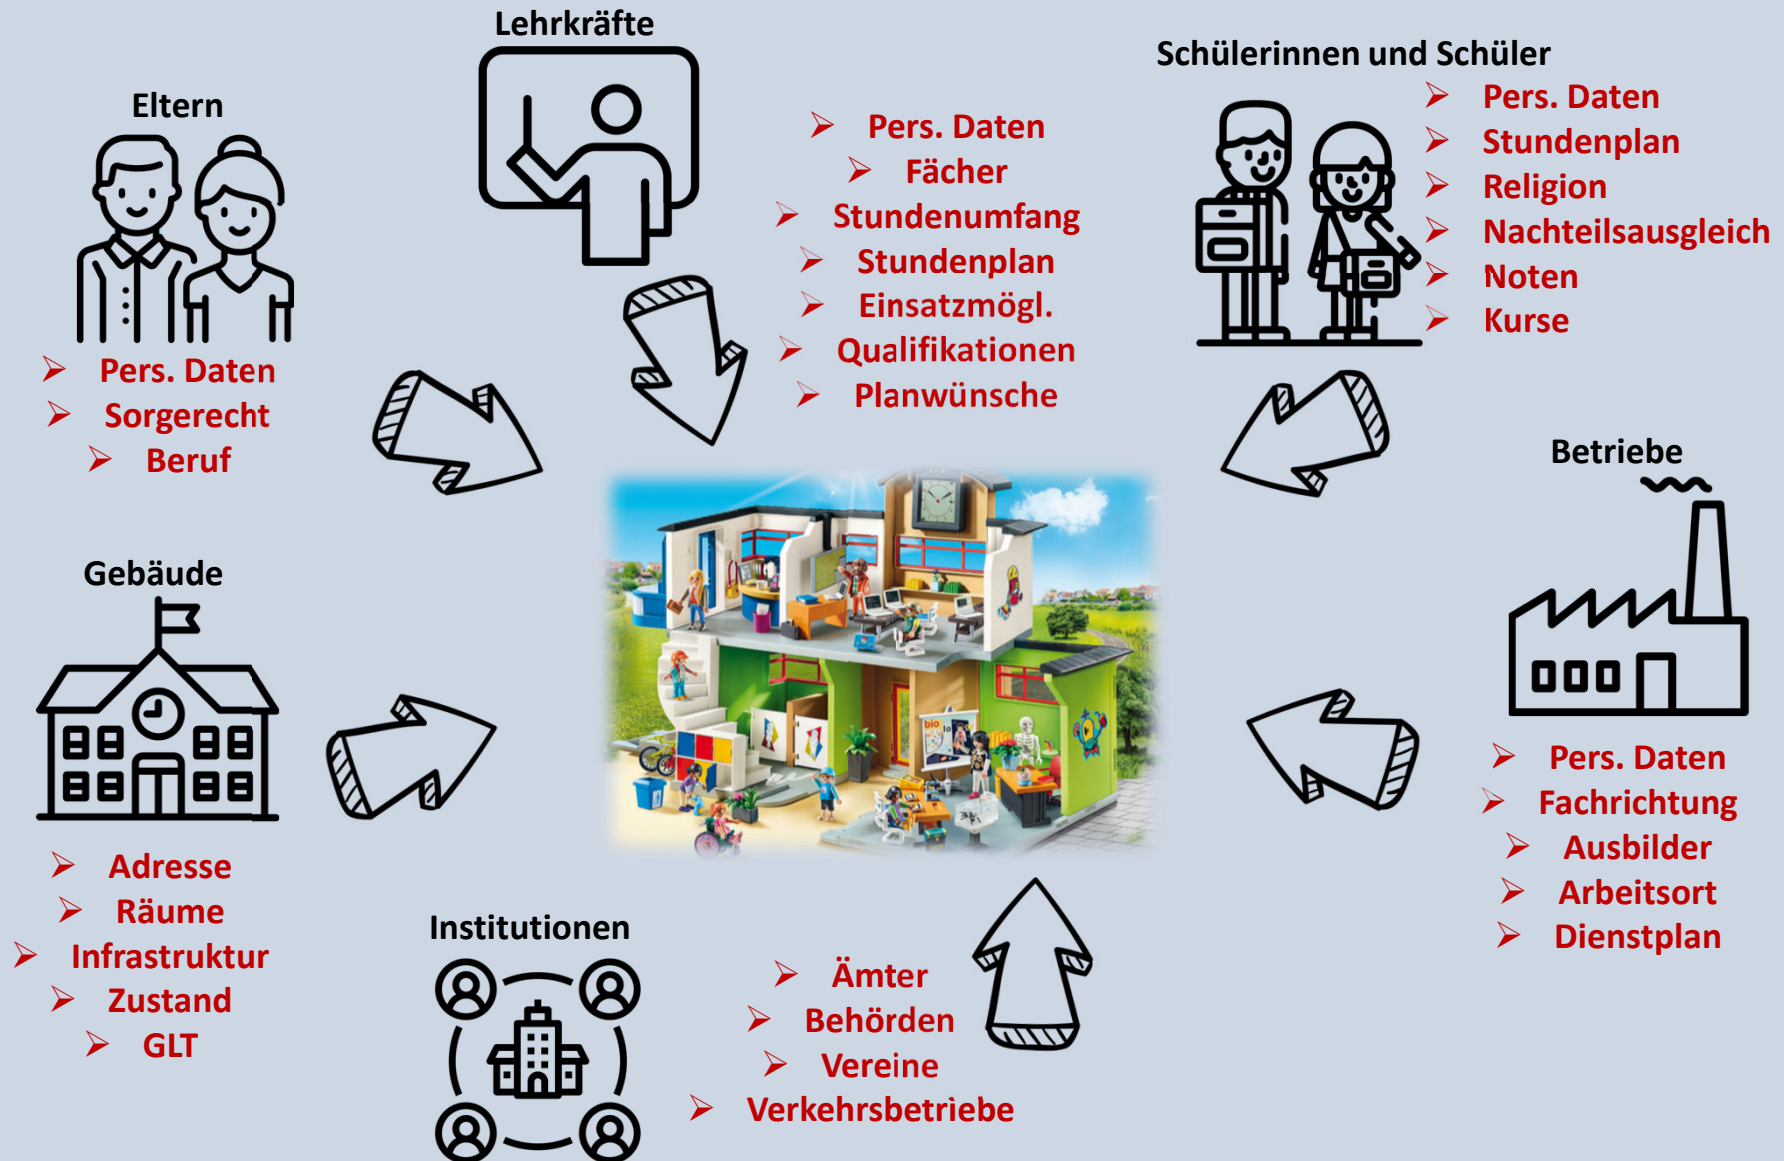 Lehrkräfte
Pers. Daten
Fächer
Stundenumfang
Stundenplan
Einsatzmögl.
Qualifikationen
Planwünsche
Schülerinnen und Schüler
Pers. Daten
Stundenplan
Religion
Nachteilsausgleich
Noten
Kurse
Eltern
Pers. Daten
Sorgerecht
Beruf
Betriebe
Pers. Daten
Fachrichtung
Ausbilder
Arbeitsort
Dienstplan
Gebäude
Adresse
Räume
Infrastruktur
Zustand
GLT
bio
Institutionen
Ämter
Behörden
Vereine
Verkehrsbetriebe